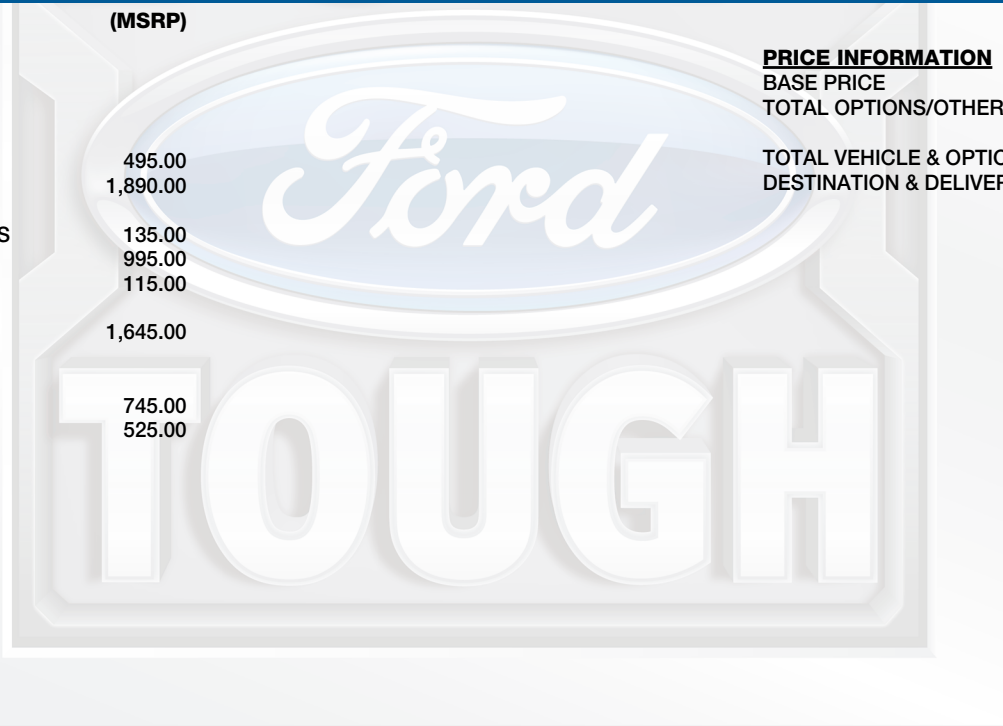 (MSRP)
495.00
1,890.00
S 135.00
995.00
115.00
1,645.00
745.00
525.00
PRICE INFORMATION
BASE PRICE
TOTAL OPTIONS/OTHER
TOTAL VEHICLE & OPTIO
DESTINATION & DELIVER
Ford
TOUGH